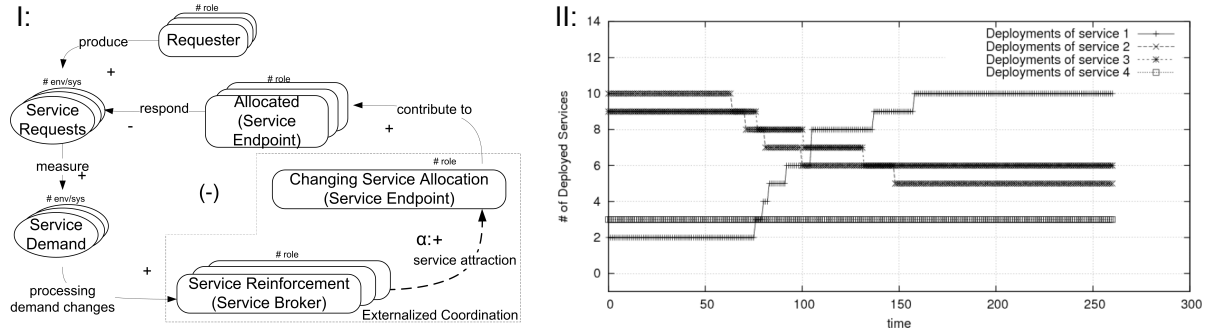 I:
# role
Requester
produce
+
# env/sys
Service
Requests
respond
-
# role
Allocated
(Service
Endpoint)
contribute to
+
measure
+
# env/sys
Service
Demand
(-)
# role
Changing Service Allocation
(Service Endpoint)
α:+
service attraction
+
processing
demand changes
# role
Service Reinforcement
(Service Broker)
Externalized Coordination
II:
14
12
10
8
6
4
2
0
# of Deployed Services
Deployments of service 1
Deployments of service 2
Deployments of service 3
Deployments of service 4
0 50 100 150 200 250 300
time